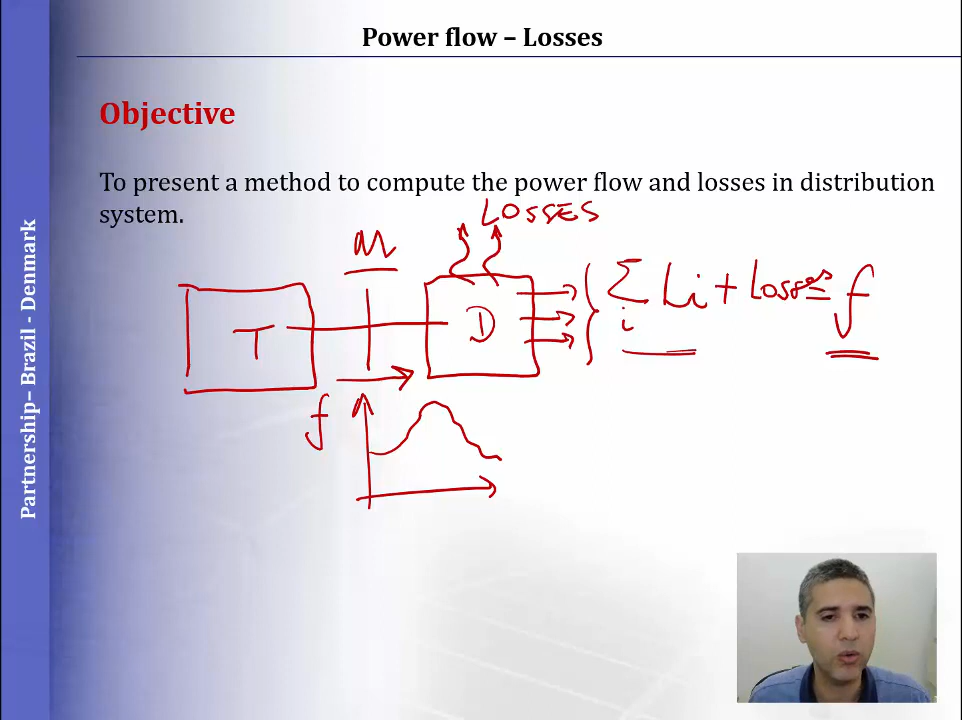 Power flow – Losses
Objective
To present a method to compute the power flow and losses in distribution
system.
LOSSES
M
T
D
∑ Li + Losses = f
i
f
Partnership– Brazil - Denmark